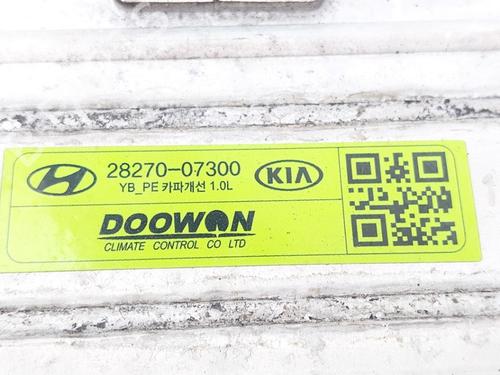 28270-07300
YB_PE 카파개선 1.0L
KIA
DOOWON
CLIMATE CONTROL CO LTD